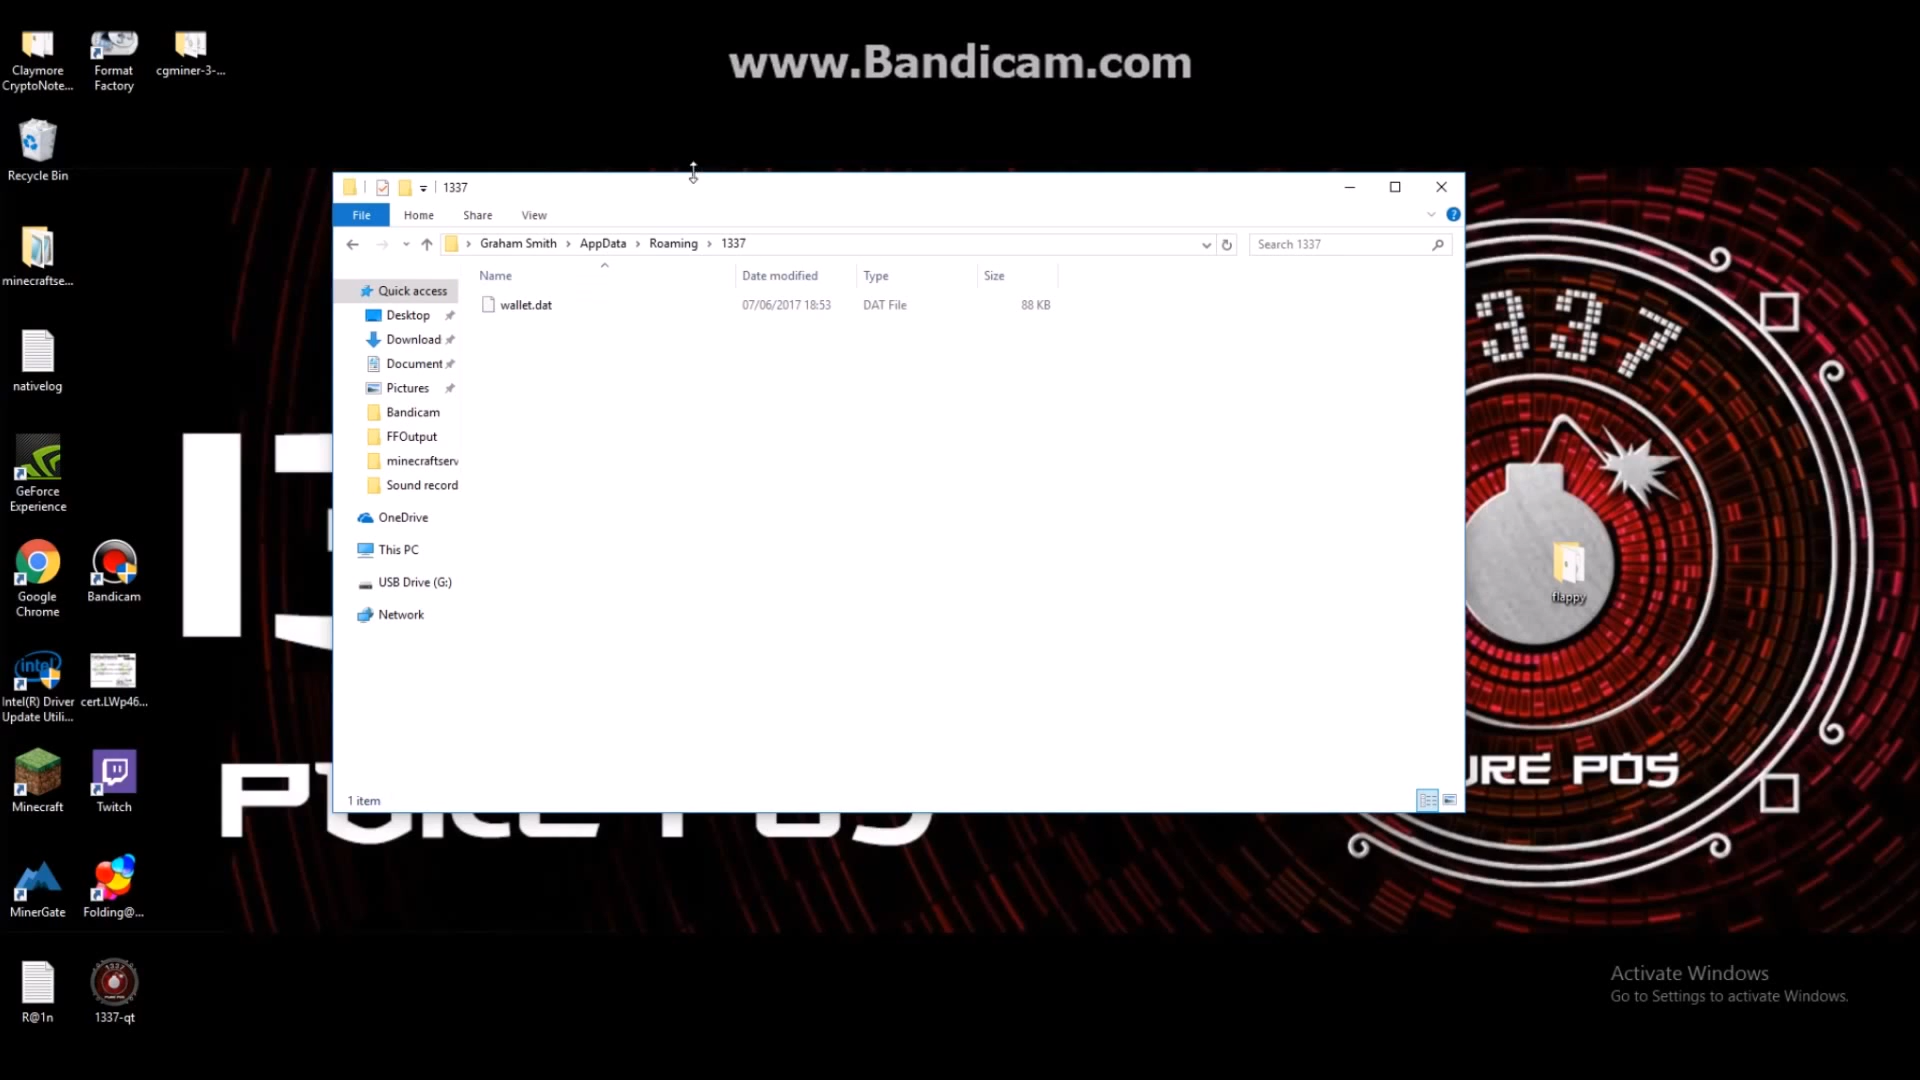 www.Bandicam.com
Claymore
CryptoNote...
Format
Factory
cgminer-3-...
Recycle Bin
minecraftse...
nativelog
GeForce
Experience
Google
Chrome
Bandicam
Intel(R) Driver
Update Utili...
cert.LWp46...
Minecraft
Twitch
MinerGate
Folding@...
R@1n
1337-qt
1337
File
Home
Share
View
Graham Smith
AppData
Roaming
1337
Search 1337
Name
Date modified
Type
Size
wallet.dat
07/06/2017 18:53
DAT File
88 KB
Quick access
Desktop
Download
Document
Pictures
Bandicam
FFOutput
minecraftserv
Sound record
OneDrive
This PC
USB Drive (G:)
Network
1 item
337
flappy
URE POS
intel
Activate Windows
Go to Settings to activate Windows.